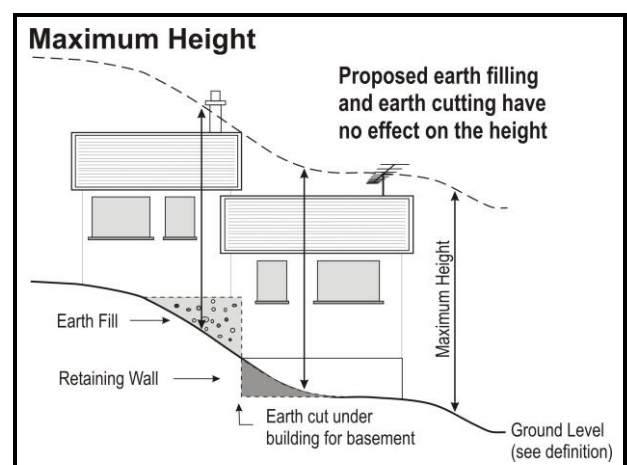 Maximum Height
Proposed earth filling
and earth cutting have
no effect on the height
Maximum Height
Earth Fill
Retaining Wall
Earth cut under
building for basement
Ground Level
(see definition)